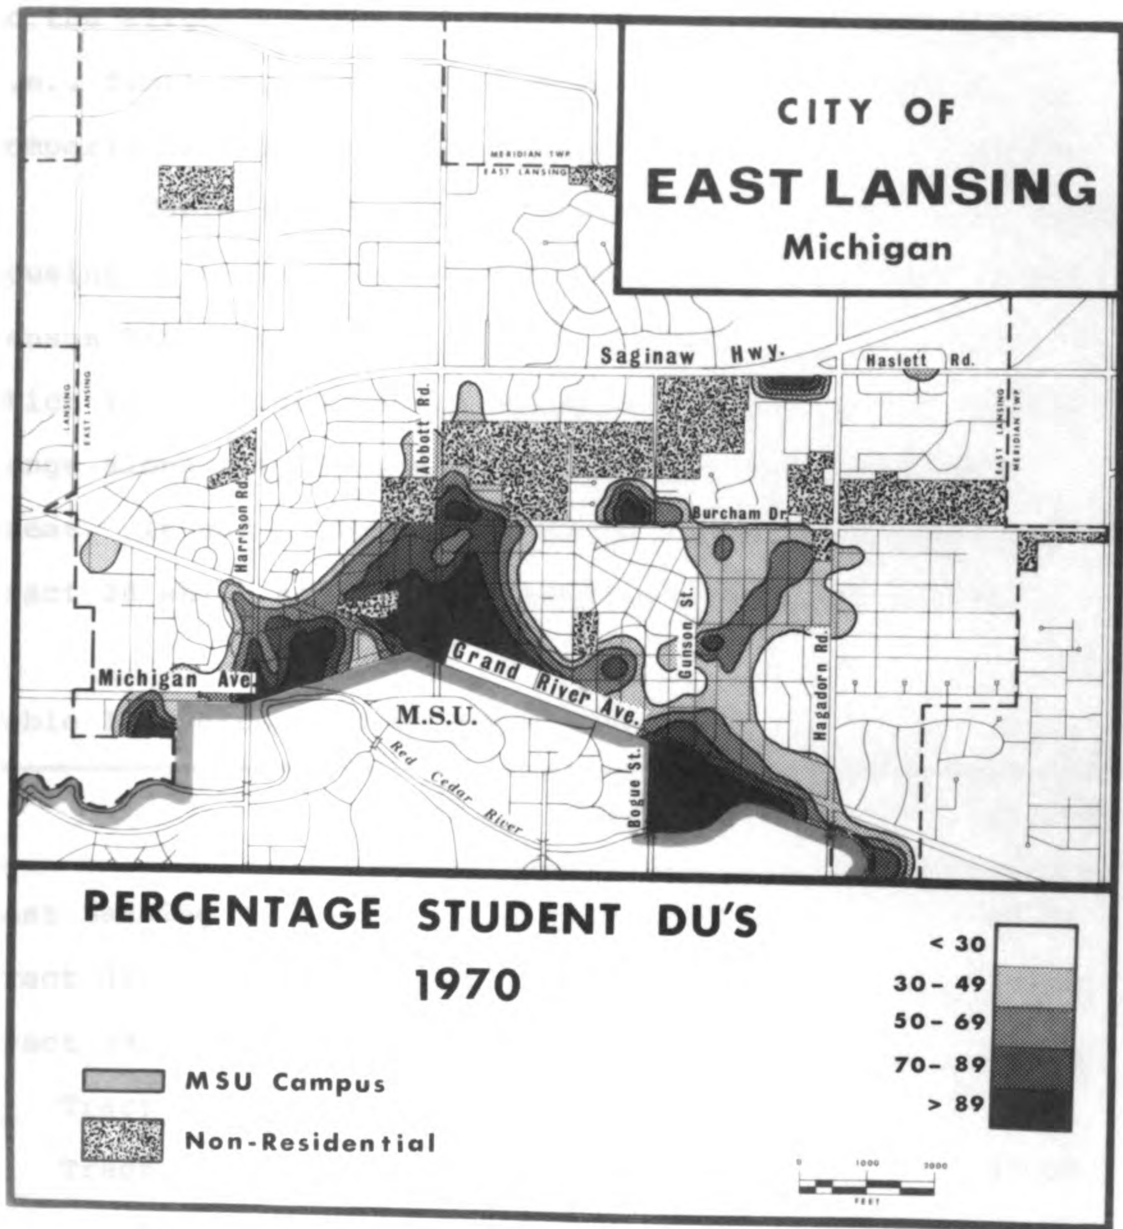 CITY OF
EAST LANSING
Michigan
MERIDIAN TWP
EAST LANSING
Saginaw Hwy.
Haslett Rd.
LANSING
EAST LANSING
Abbott Rd.
EAST LANSING
MERIDIAN TWP
Harrison Rd.
Burcham Dr.
Gunson St.
Hagadorn Rd.
Michigan Ave.
Grand River Ave.
M.S.U.
Red Cedar River
Bogue St.
PERCENTAGE STUDENT DU'S
1970
< 30
30-49
50-69
70-89
> 89
MSU Campus
Non-Residential
0 1000 2000
FEET